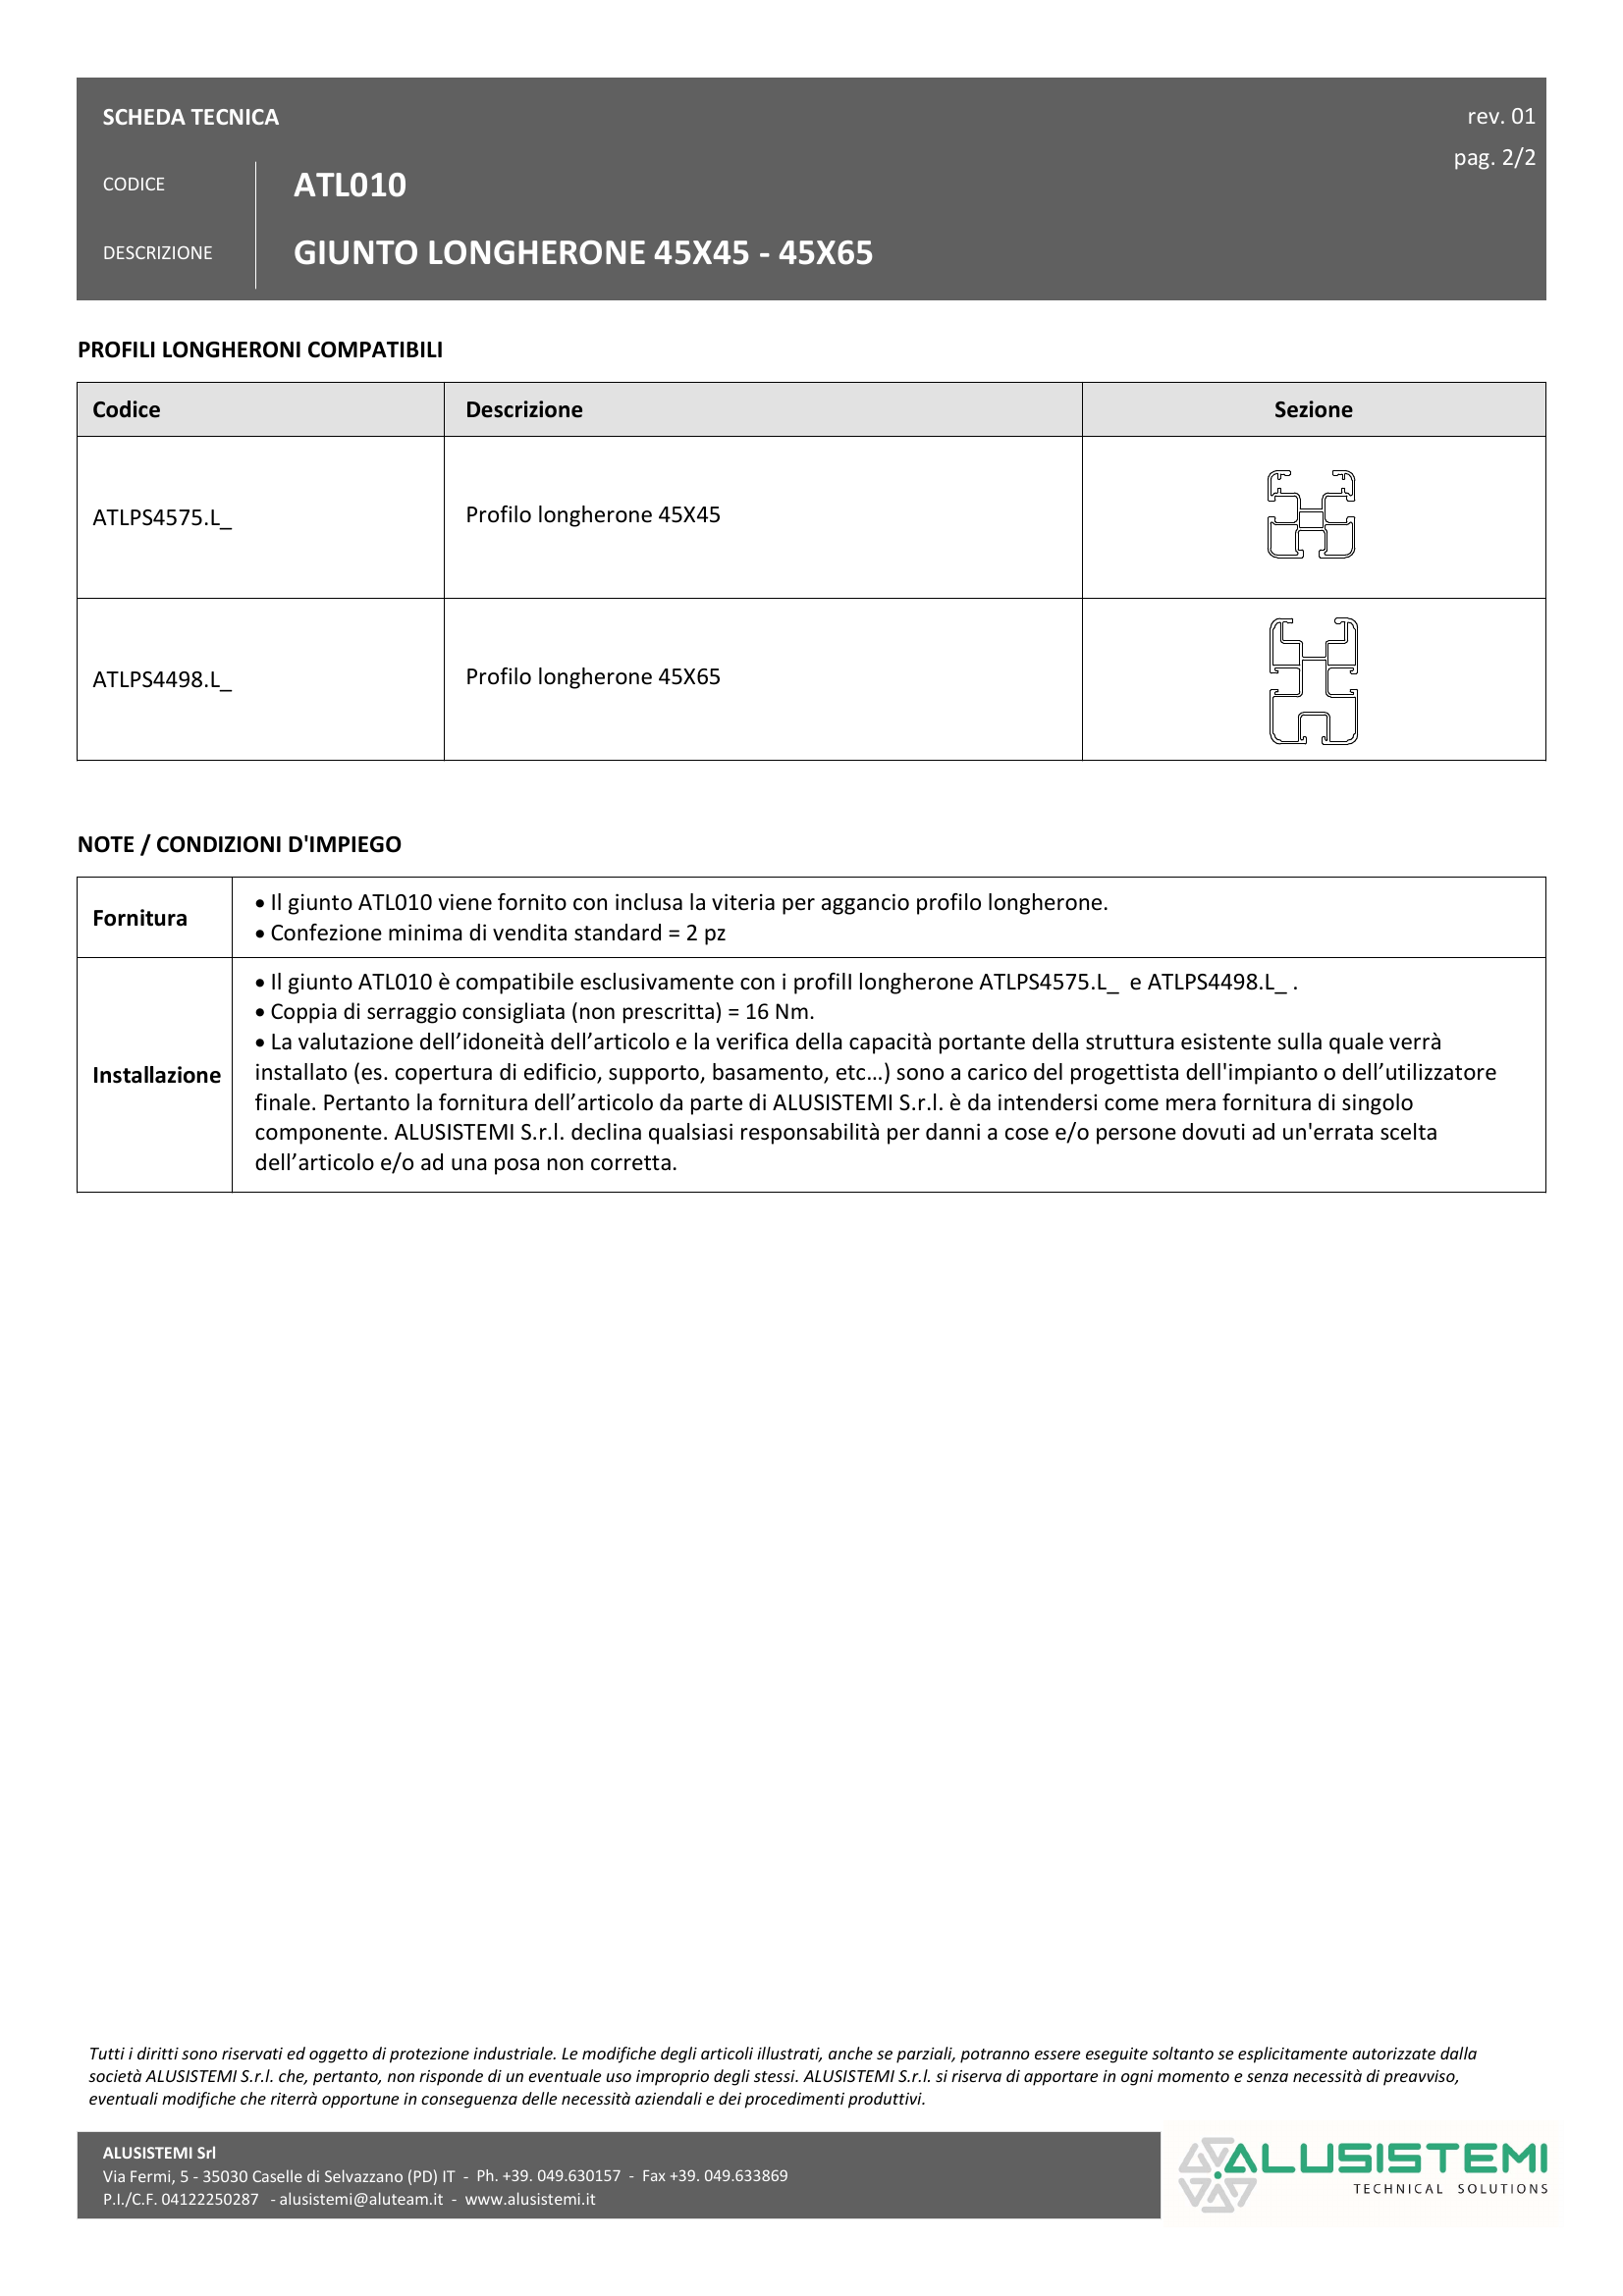 SCHEDA TECNICA
rev. 01
pag. 2/2
CODICE
ATL010
DESCRIZIONE
GIUNTO LONGHERONE 45X45 - 45X65
PROFILI LONGHERONI COMPATIBILI
Codice Descrizione Sezione
ATLPS4575.L_ Profilo longherone 45X45
ATLPS4498.L_ Profilo longherone 45X65
NOTE / CONDIZIONI D'IMPIEGO
Fornitura
• Il giunto ATL010 viene fornito con inclusa la viteria per aggancio profilo longherone.
• Confezione minima di vendita standard = 2 pz
Installazione
• Il giunto ATL010 è compatibile esclusivamente con i profilI longherone ATLPS4575.L_  e ATLPS4498.L_ .
• Coppia di serraggio consigliata (non prescritta) = 16 Nm.
• La valutazione dell’idoneità dell’articolo e la verifica della capacità portante della struttura esistente sulla quale verrà
installato (es. copertura di edificio, supporto, basamento, etc…) sono a carico del progettista dell'impianto o dell’utilizzatore
finale. Pertanto la fornitura dell’articolo da parte di ALUSISTEMI S.r.l. è da intendersi come mera fornitura di singolo
componente. ALUSISTEMI S.r.l. declina qualsiasi responsabilità per danni a cose e/o persone dovuti ad un'errata scelta
dell’articolo e/o ad una posa non corretta.
Tutti i diritti sono riservati ed oggetto di protezione industriale. Le modifiche degli articoli illustrati, anche se parziali, potranno essere eseguite soltanto se esplicitamente autorizzate dalla
società ALUSISTEMI S.r.l. che, pertanto, non risponde di un eventuale uso improprio degli stessi. ALUSISTEMI S.r.l. si riserva di apportare in ogni momento e senza necessità di preavviso,
eventuali modifiche che riterrà opportune in conseguenza delle necessità aziendali e dei procedimenti produttivi.
ALUSISTEMI Srl
Via Fermi, 5 - 35030 Caselle di Selvazzano (PD) IT - Ph. +39. 049.630157 - Fax +39. 049.633869
P.I./C.F. 04122250287 - alusistemi@aluteam.it - www.alusistemi.it
ALUSISTEMI
TECHNICAL SOLUTIONS